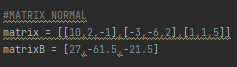 #MATRIX NORMAL
matrix = [[10,2,-1],[-3,-6,2],[1,1,5]]
matrixB = [27,-61.5,-21.5]